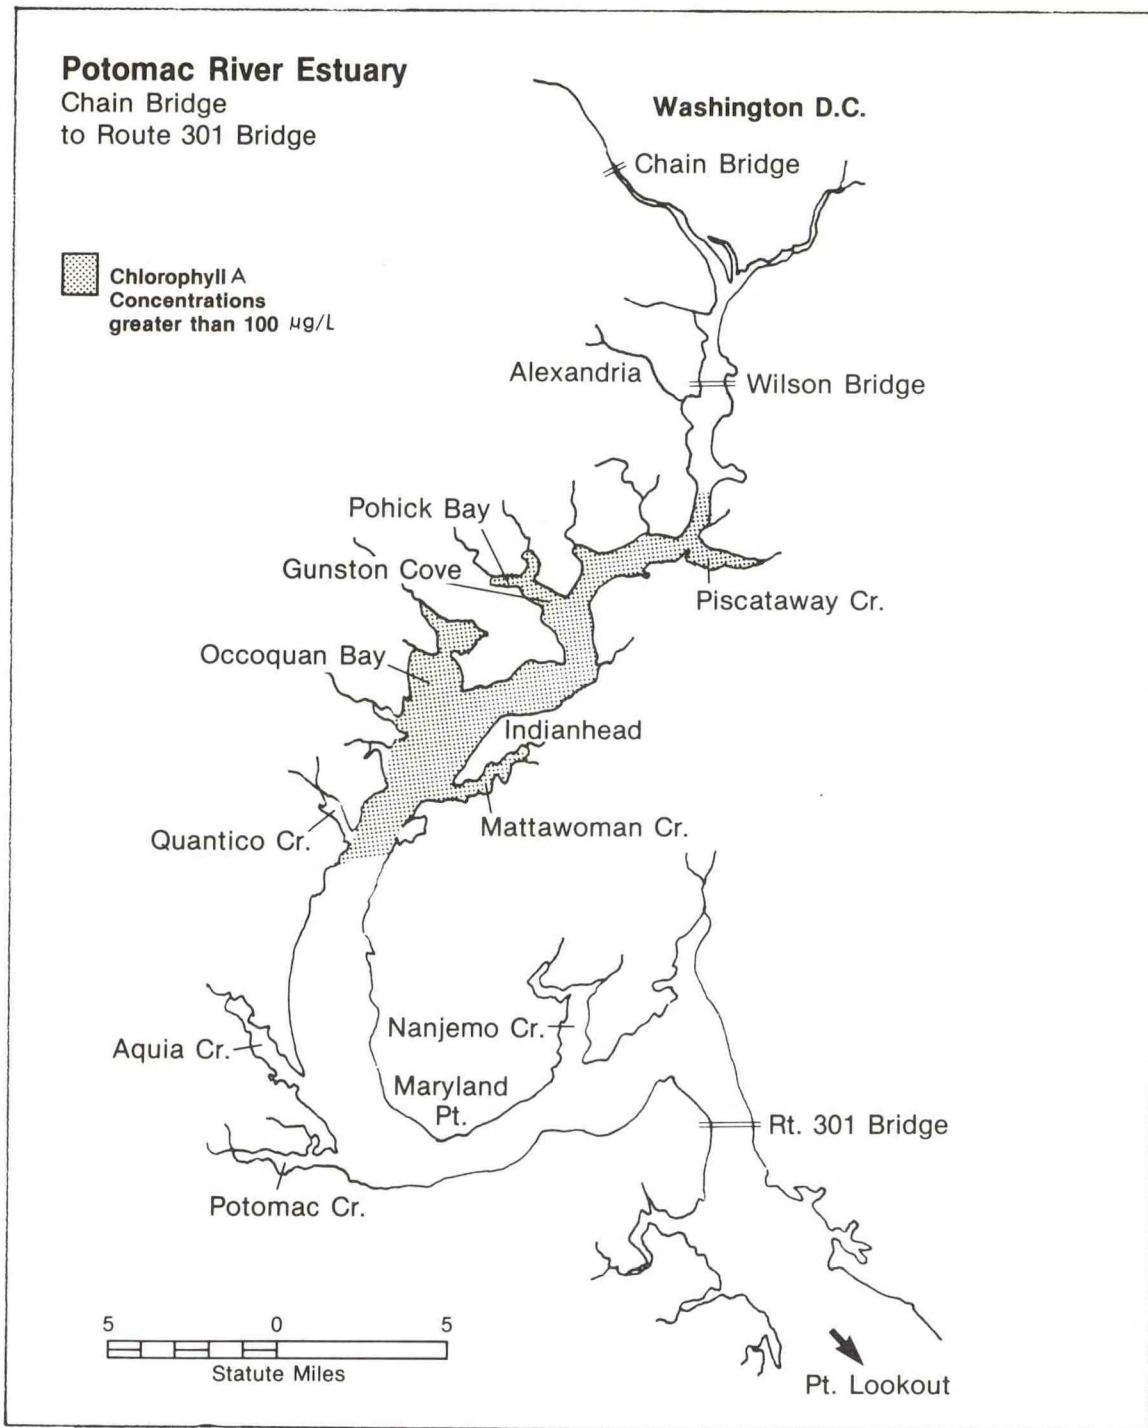 Potomac River Estuary
Chain Bridge
to Route 301 Bridge
Washington D.C.
Chain Bridge
Chlorophyll A
Concentrations
greater than 100 μg/L
Alexandria
Wilson Bridge
Pohick Bay
Gunston Cove
Piscataway Cr.
Occoquan Bay
Indianhead
Mattawoman Cr.
Quantico Cr.
Nanjemo Cr.
Aquia Cr.
Maryland
Pt.
Rt. 301 Bridge
Potomac Cr.
5 0 5
Statute Miles
Pt. Lookout